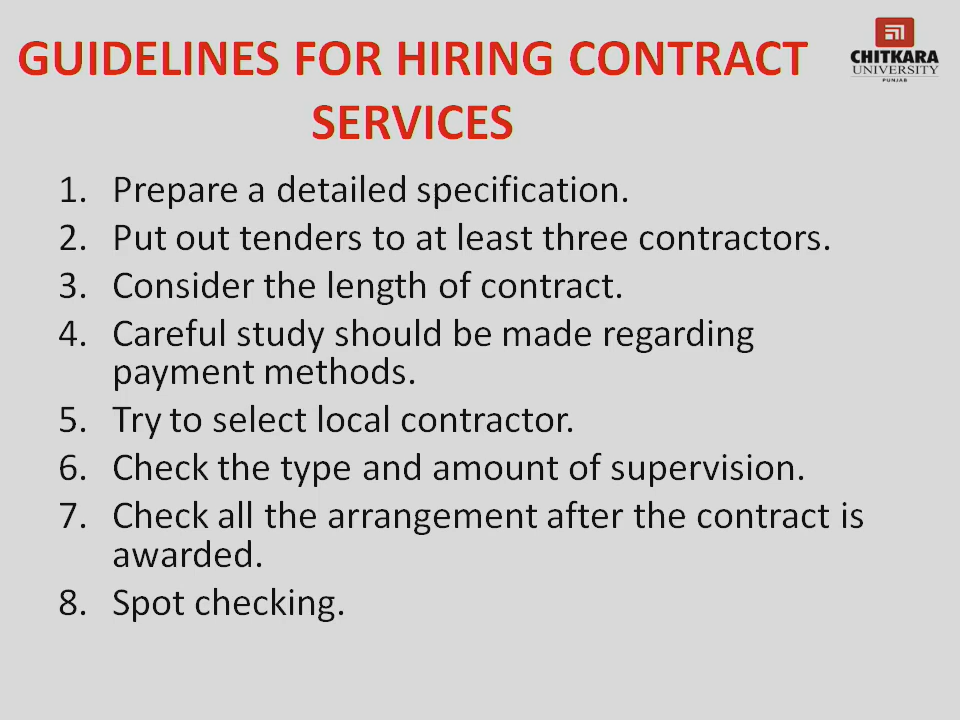 GUIDELINES FOR HIRING CONTRACT
SERVICES
CHITKARA
UNIVERSITY
PUNJAB
1. Prepare a detailed specification.
2. Put out tenders to at least three contractors.
3. Consider the length of contract.
4. Careful study should be made regarding
payment methods.
5. Try to select local contractor.
6. Check the type and amount of supervision.
7. Check all the arrangement after the contract is
awarded.
8. Spot checking.